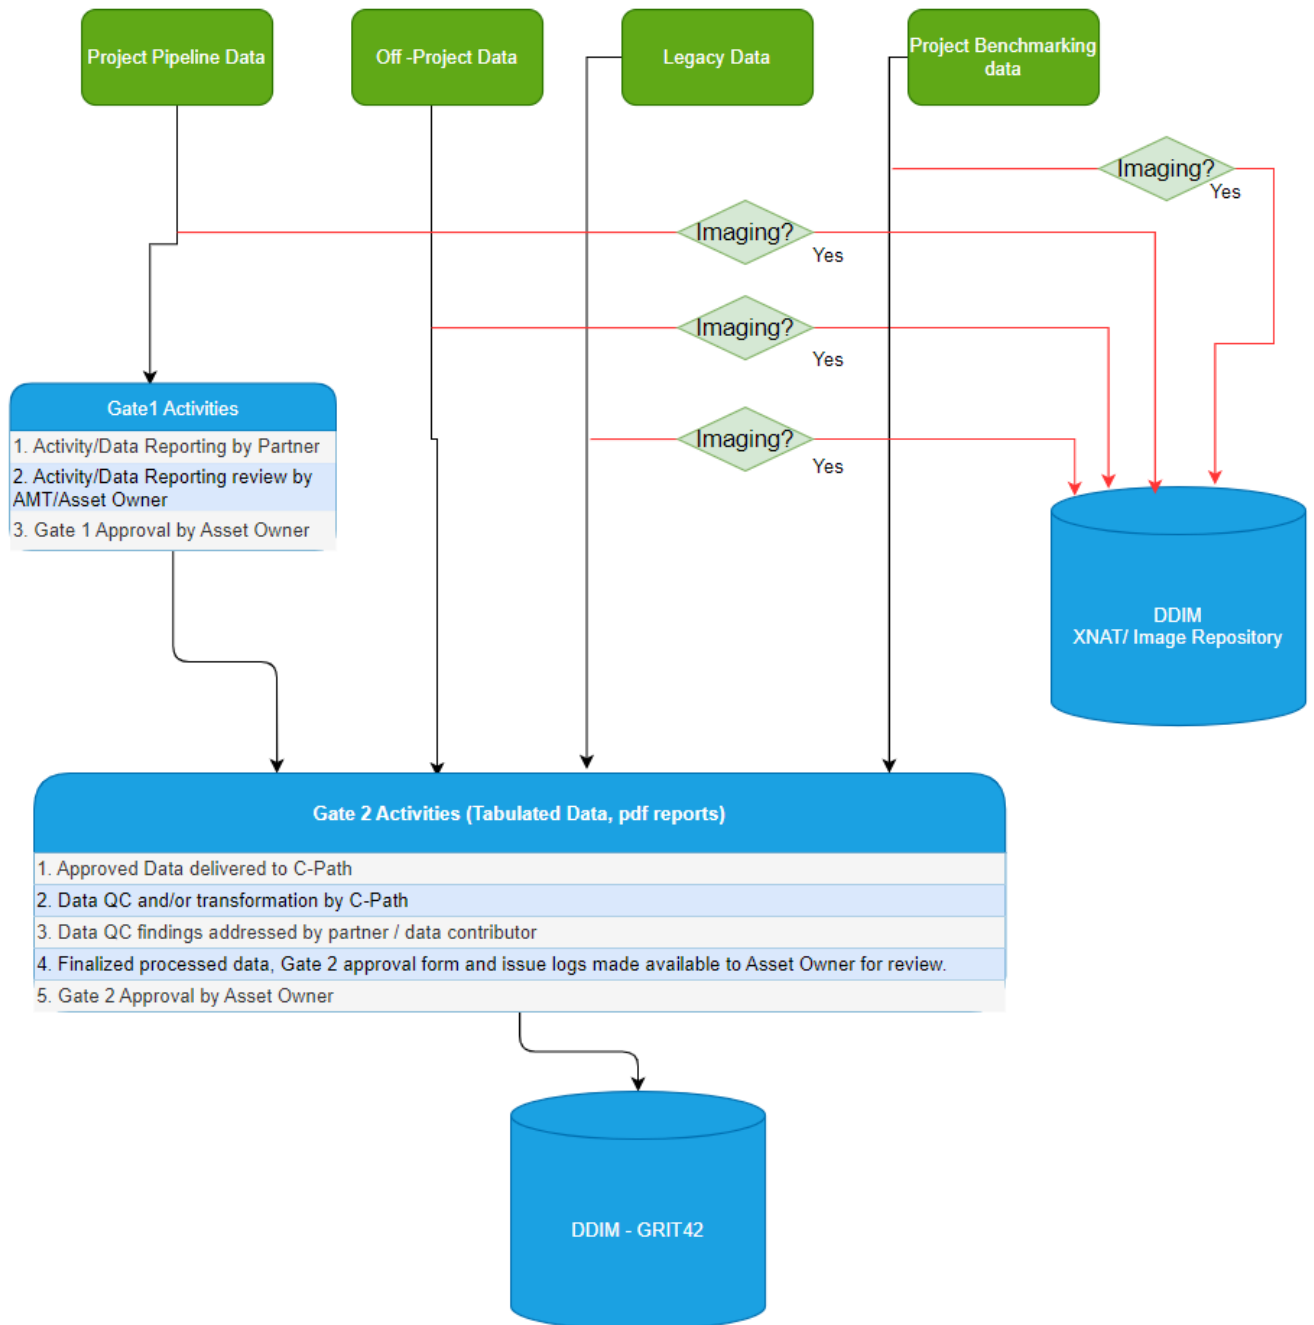 Project Pipeline Data
Off -Project Data
Legacy Data
Project Benchmarking
data
Imaging?
Yes
Imaging?
Yes
Imaging?
Yes
Imaging?
Yes
Gate1 Activities
1. Activity/Data Reporting by Partner
2. Activity/Data Reporting review by
AMT/Asset Owner
3. Gate 1 Approval by Asset Owner
DDIM
XNAT/ Image Repository
Gate 2 Activities (Tabulated Data, pdf reports)
1. Approved Data delivered to C-Path
2. Data QC and/or transformation by C-Path
3. Data QC findings addressed by partner / data contributor
4. Finalized processed data, Gate 2 approval form and issue logs made available to Asset Owner for review.
5. Gate 2 Approval by Asset Owner
DDIM - GRIT42